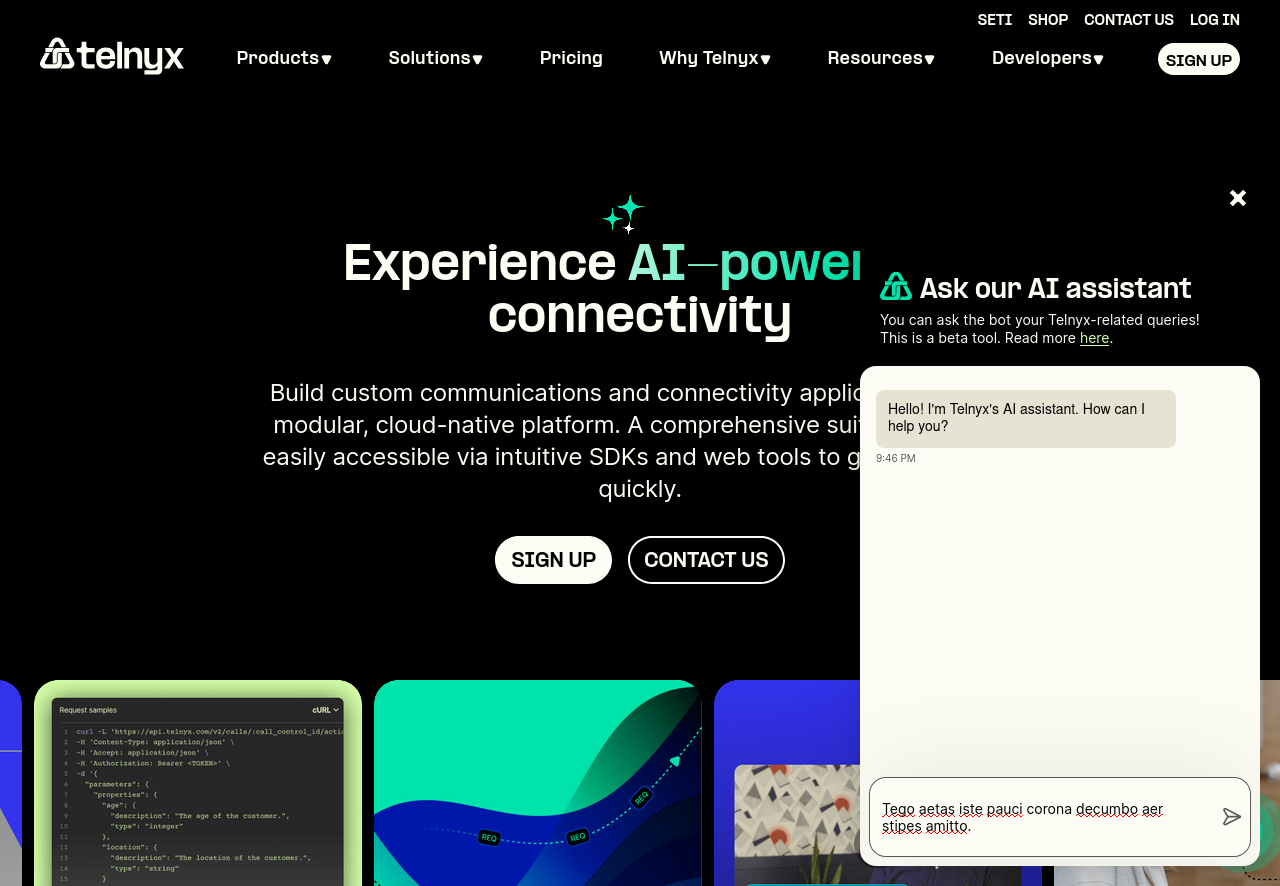 SETI SHOP CONTACT US LOG IN
telnyx Products Solutions Pricing Why Telnyx Resources Developers SIGN UP
Experience AI—power
connectivity
Build custom communications and connectivity
modular, cloud-native platform. A comprehensive
easily accessible via intuitive SDKs and web tools to
quickly.
SIGN UP CONTACT US
Ask our AI assistant
You can ask the bot your Telnyx-related queries!
This is a beta tool. Read more here.
Hello! I'm Telnyx's AI assistant. How can I
help you?
9:46 PM
Tego aetas iste pauci corona decumbo aer
stipes amitto.
Request samples cURL
1 curl -L 'https://api.telnyx.com/v2/calls/:call_control_id/actio
2 -H 'Content-Type: application/json' \
3 -H 'Accept: application/json' \
4 -H 'Authorization: Bearer <TOKEN>' \
5 -d '{
6 "parameters": {
7 "properties": {
8 "age": {
9 "description": "The age of the customer.",
10 "type": "integer"
11 },
12 "location": {
13 "description": "The location of the customer.",
14 "type": "string"
15 }
REQ
REQ
REQ